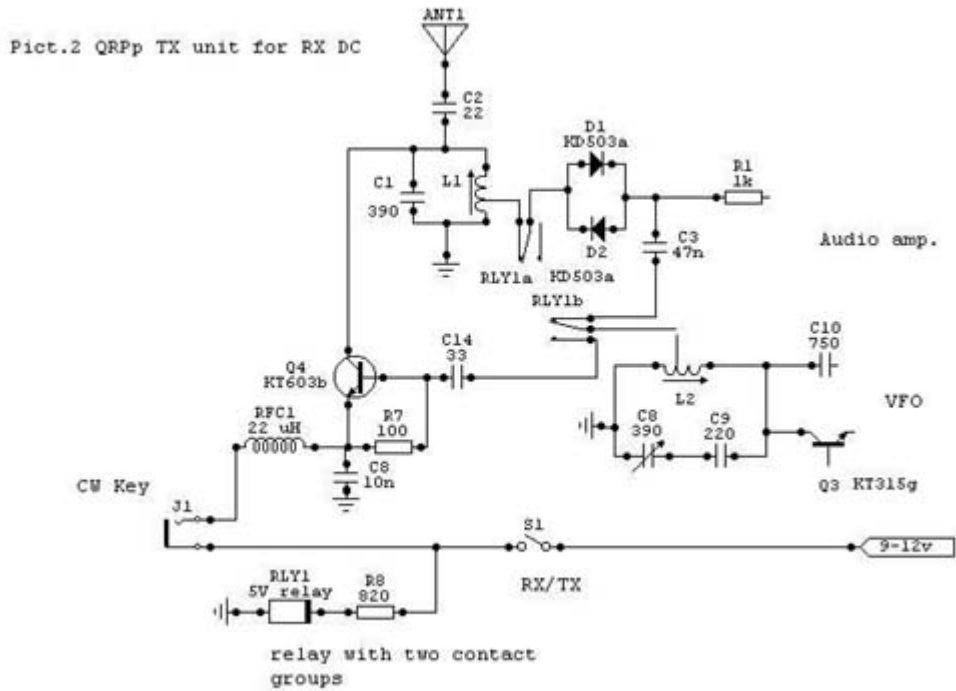 ANT1
Pict.2 QRPp TX unit for RX DC
C2
22
D1
KD503a
R1
1k
C1
390
L1
D2
KD503a
C3
47n
Audio amp.
RLY1a
RLY1b
C10
750
C14
33
Q4
KT603b
L2
VFO
RFC1
22 uH
R7
100
C8
390
C9
220
C8
10n
Q3 KT315g
CW Key
J1
S1
9-12v
RX/TX
RLY1
5V relay
R8
820
relay with two contact
groups